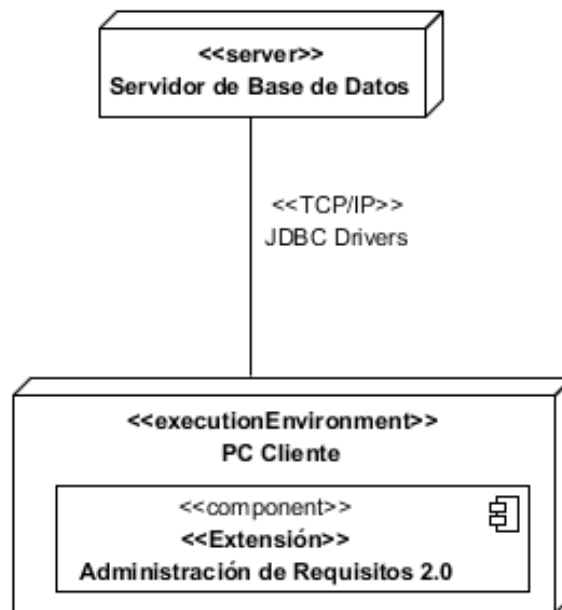 <<server>>
Servidor de Base de Datos
<<TCP/IP>>
JDBC Drivers
<<executionEnvironment>>
PC Cliente
<<component>>
<<Extensión>>
Administración de Requisitos 2.0